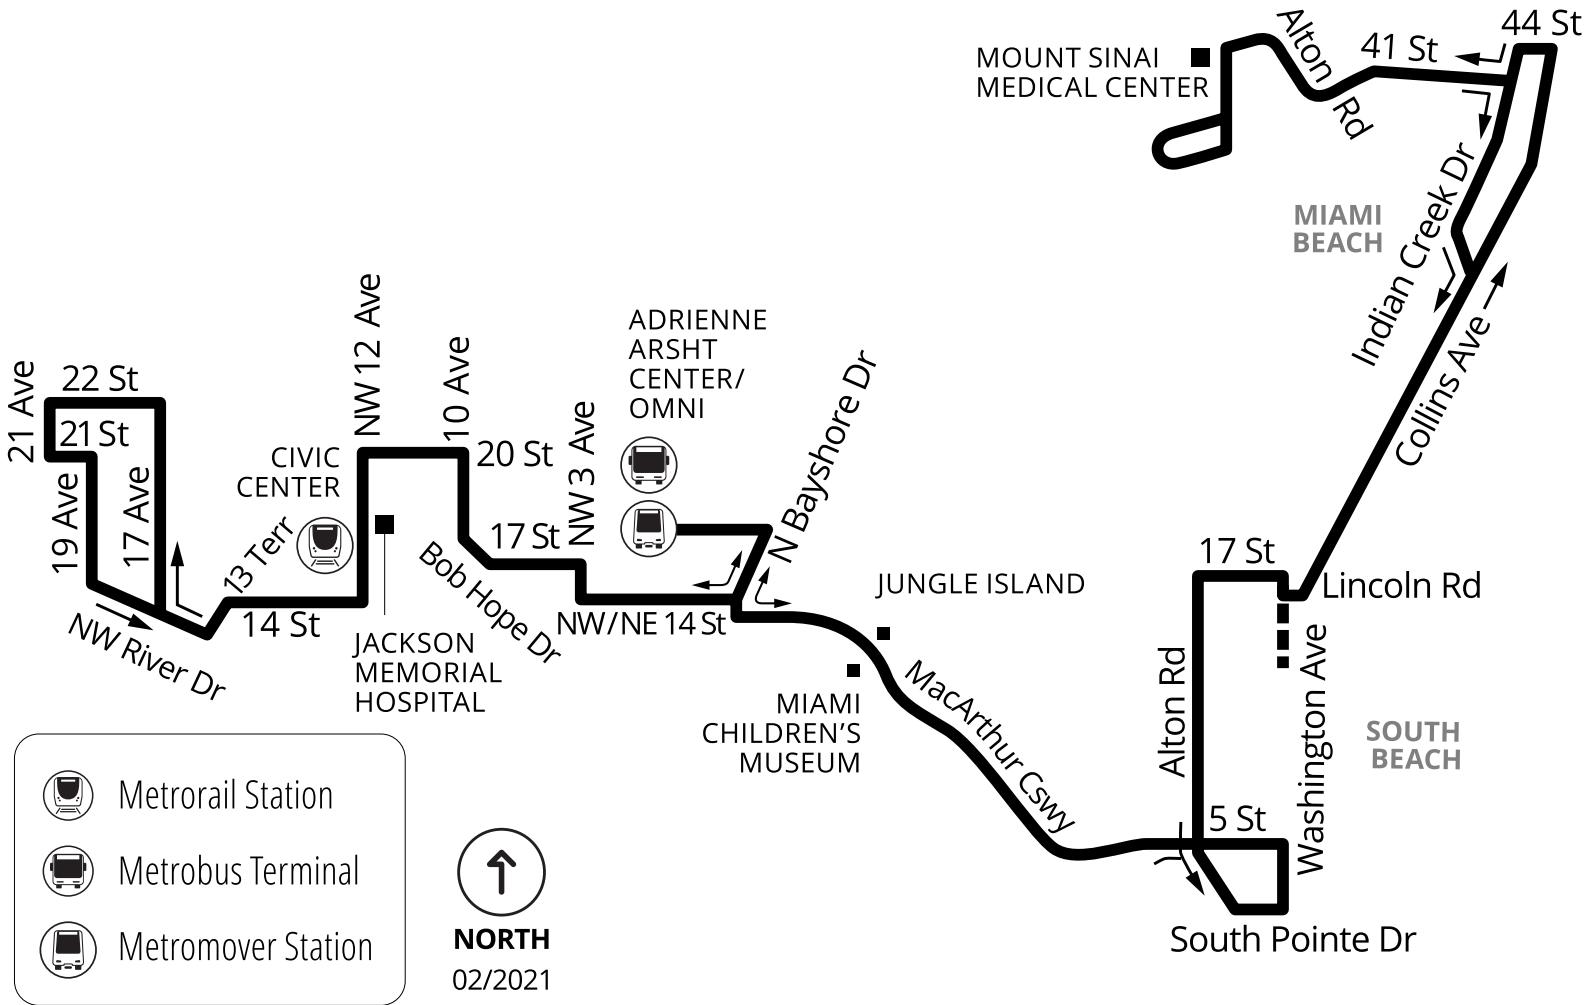 44 St
41 St
Alton
Rd
MOUNT SINAI
MEDICAL CENTER
Indian Creek Dr
MIAMI
BEACH
Collins Ave
ADRIENNE
ARSHT
CENTER/
OMNI
NW 12 Ave
10 Ave
N Bayshore Dr
21 Ave
22 St
21 St
19 Ave
17 Ave
CIVIC
CENTER
13 Terr
20 St
NW 3 Ave
17 St
Bob Hope Dr
14 St
NW/NE 14 St
NW River Dr
JACKSON
MEMORIAL
HOSPITAL
JUNGLE ISLAND
MIAMI
CHILDREN'S
MUSEUM
MacArthur Cswy
17 St
Lincoln Rd
Alton Rd
Washington Ave
SOUTH
BEACH
5 St
South Pointe Dr
Metrorail Station
Metrobus Terminal
Metromover Station
NORTH
02/2021